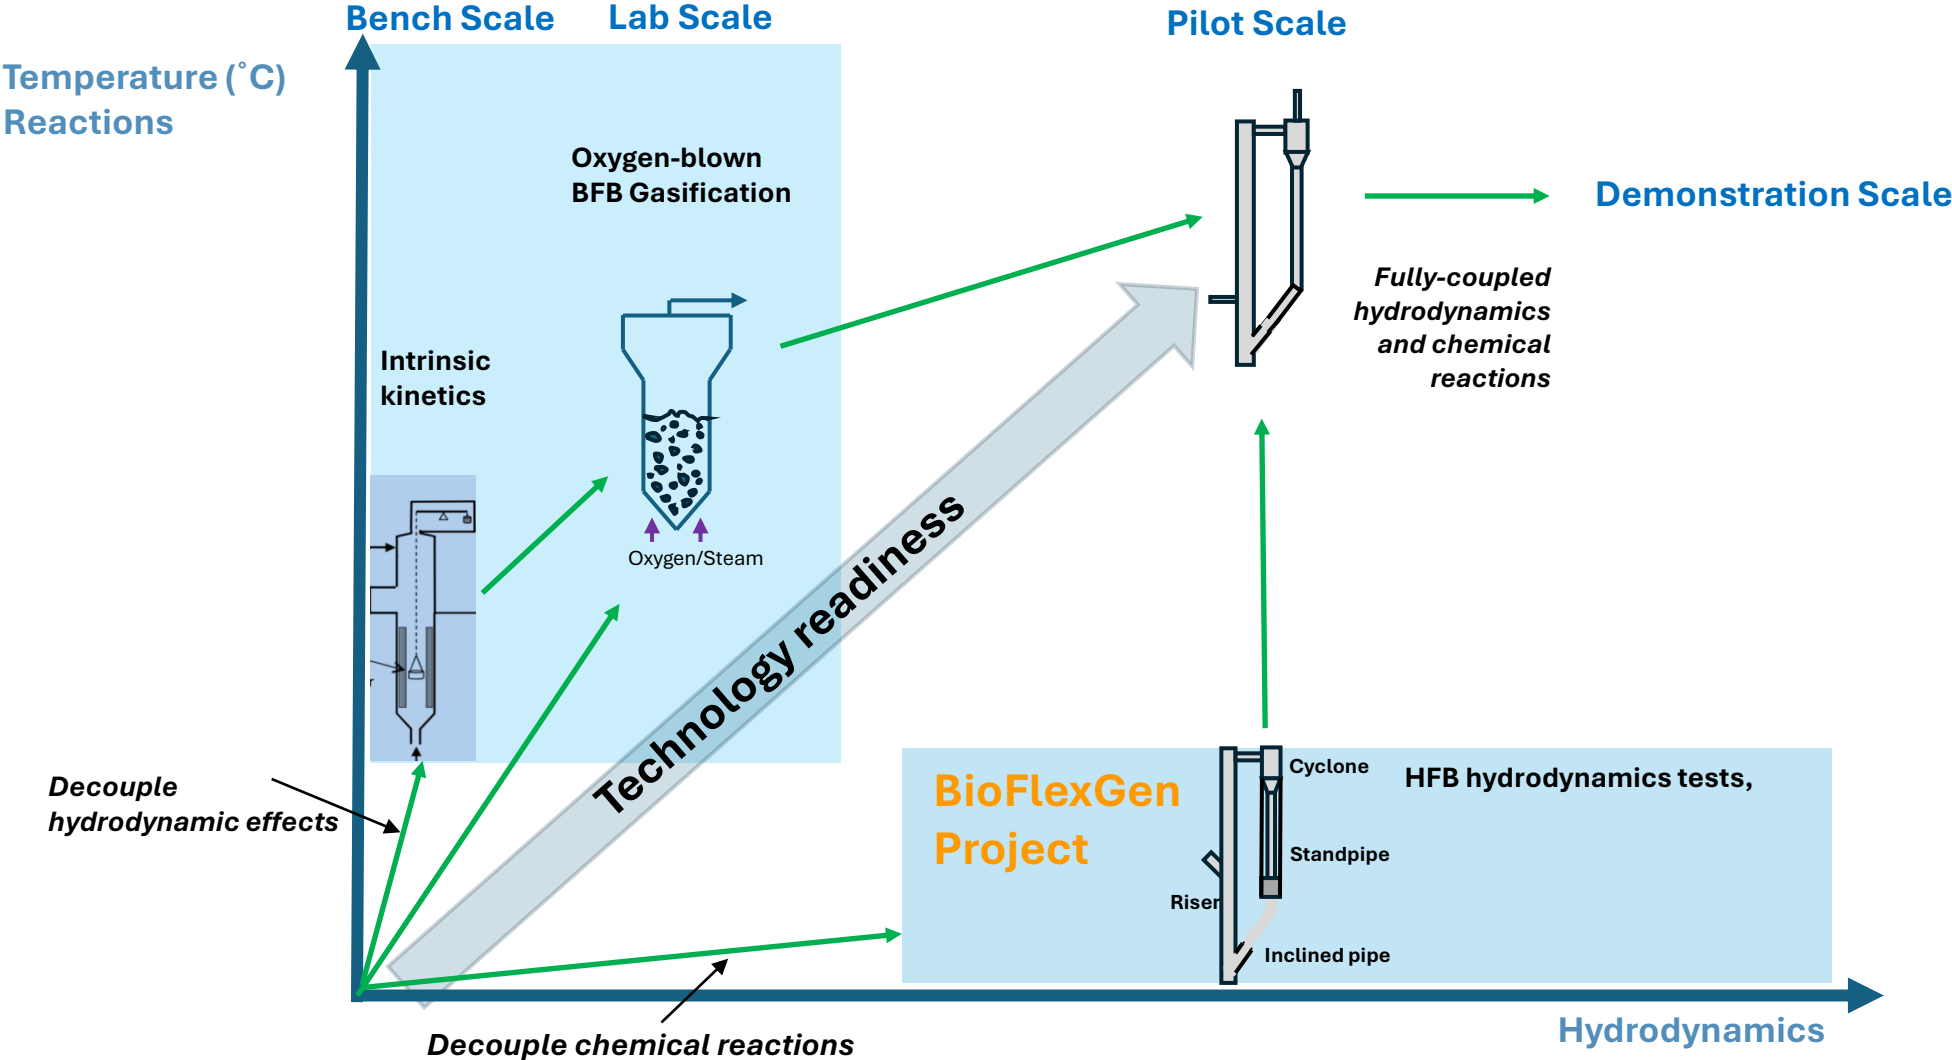 Bench Scale
Lab Scale
Pilot Scale
Temperature (˚C)
Reactions
Oxygen-blown
BFB Gasification
Demonstration Scale
Fully-coupled
hydrodynamics
and chemical
reactions
Intrinsic
kinetics
Oxygen/Steam
Technology readiness
Decouple
hydrodynamic effects
BioFlexGen
Project
Cyclone
HFB hydrodynamics tests,
Standpipe
Riser
Inclined pipe
Hydrodynamics
Decouple chemical reactions